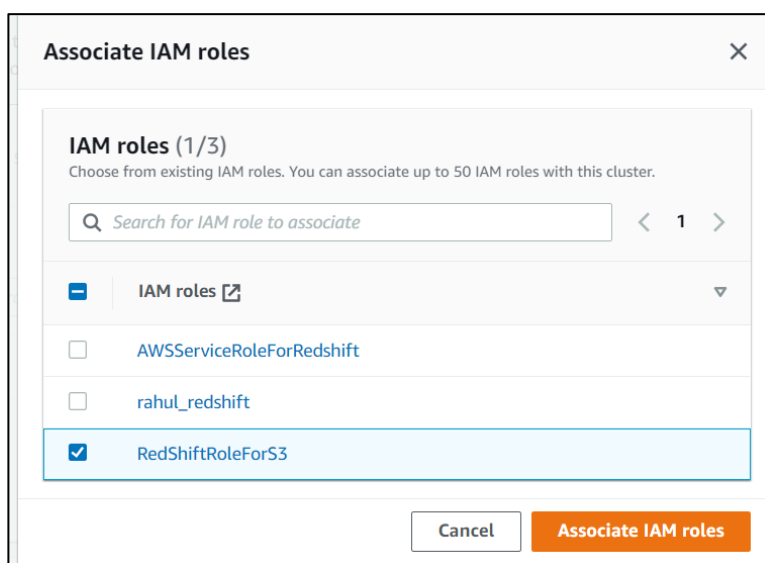 Associate IAM roles
IAM roles (1/3)
Choose from existing IAM roles. You can associate up to 50 IAM roles with this cluster.
Search for IAM role to associate
1
IAM roles
AWSServiceRoleForRedshift
rahul_redshift
RedShiftRoleForS3
Cancel
Associate IAM roles